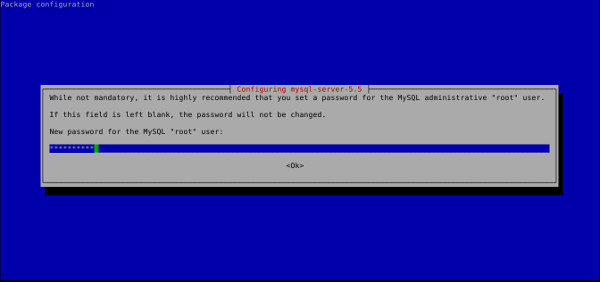 Package configuration
Configuring mysql-server-5.5
While not mandatory, it is highly recommended that you set a password for the MySQL administrative "root" user.
If this field is left blank, the password will not be changed.
New password for the MySQL "root" user:
**********
<Ok>